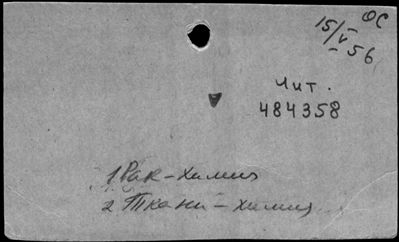 ОС
15/V 56
Чит.
484358
1. Рак – химия
2. Ткани – химия